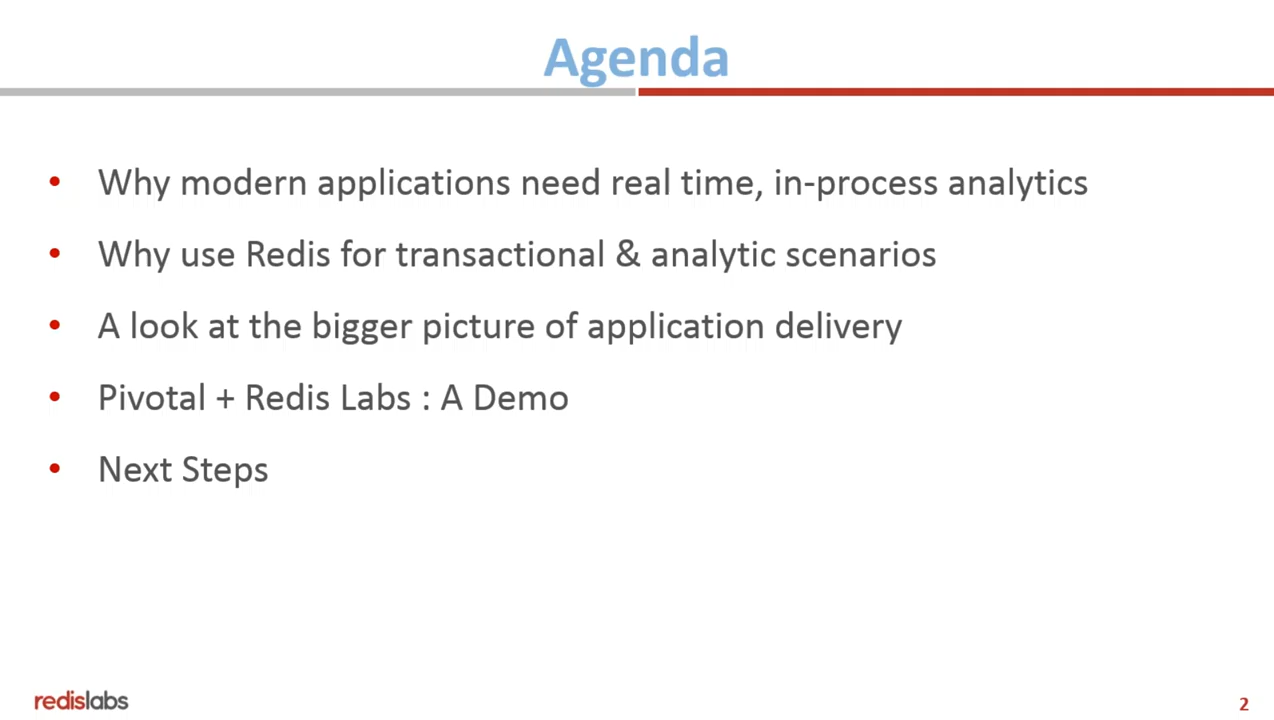 Agenda
• Why modern applications need real time, in-process analytics
• Why use Redis for transactional & analytic scenarios
• A look at the bigger picture of application delivery
• Pivotal + Redis Labs : A Demo
• Next Steps
redislabs
2